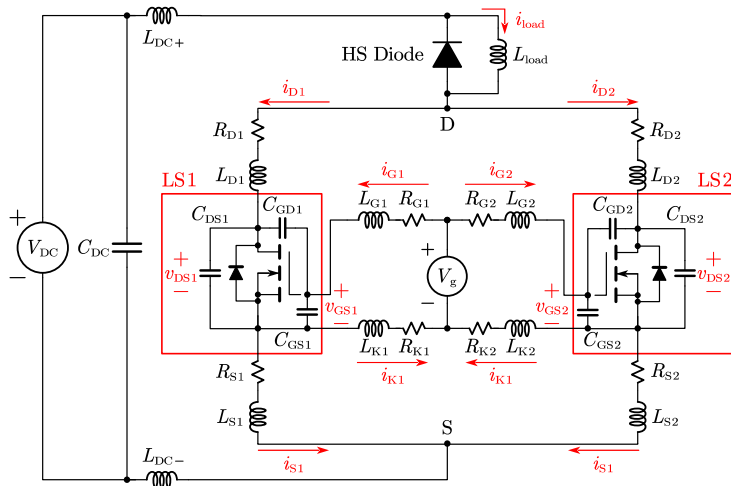 L_DC+
i_load
HS Diode
L_load
i_D1
i_D2
D
R_D1
R_D2
L_D1
L_D2
LS1
LS2
i_G1
i_G2
L_G1
R_G1
R_G2
L_G2
C_DS1
C_GD1
C_GD2
C_DS2
+
V_DC
−
C_DC
+
v_DS1
−
+
V_g
−
+
v_DS2
−
+
v_GS1
−
+
v_GS2
−
C_GS1
C_GS2
L_K1
R_K1
R_K2
L_K2
i_K1
i_K1
R_S1
R_S2
L_S1
L_S2
S
L_DC−
i_S1
i_S1